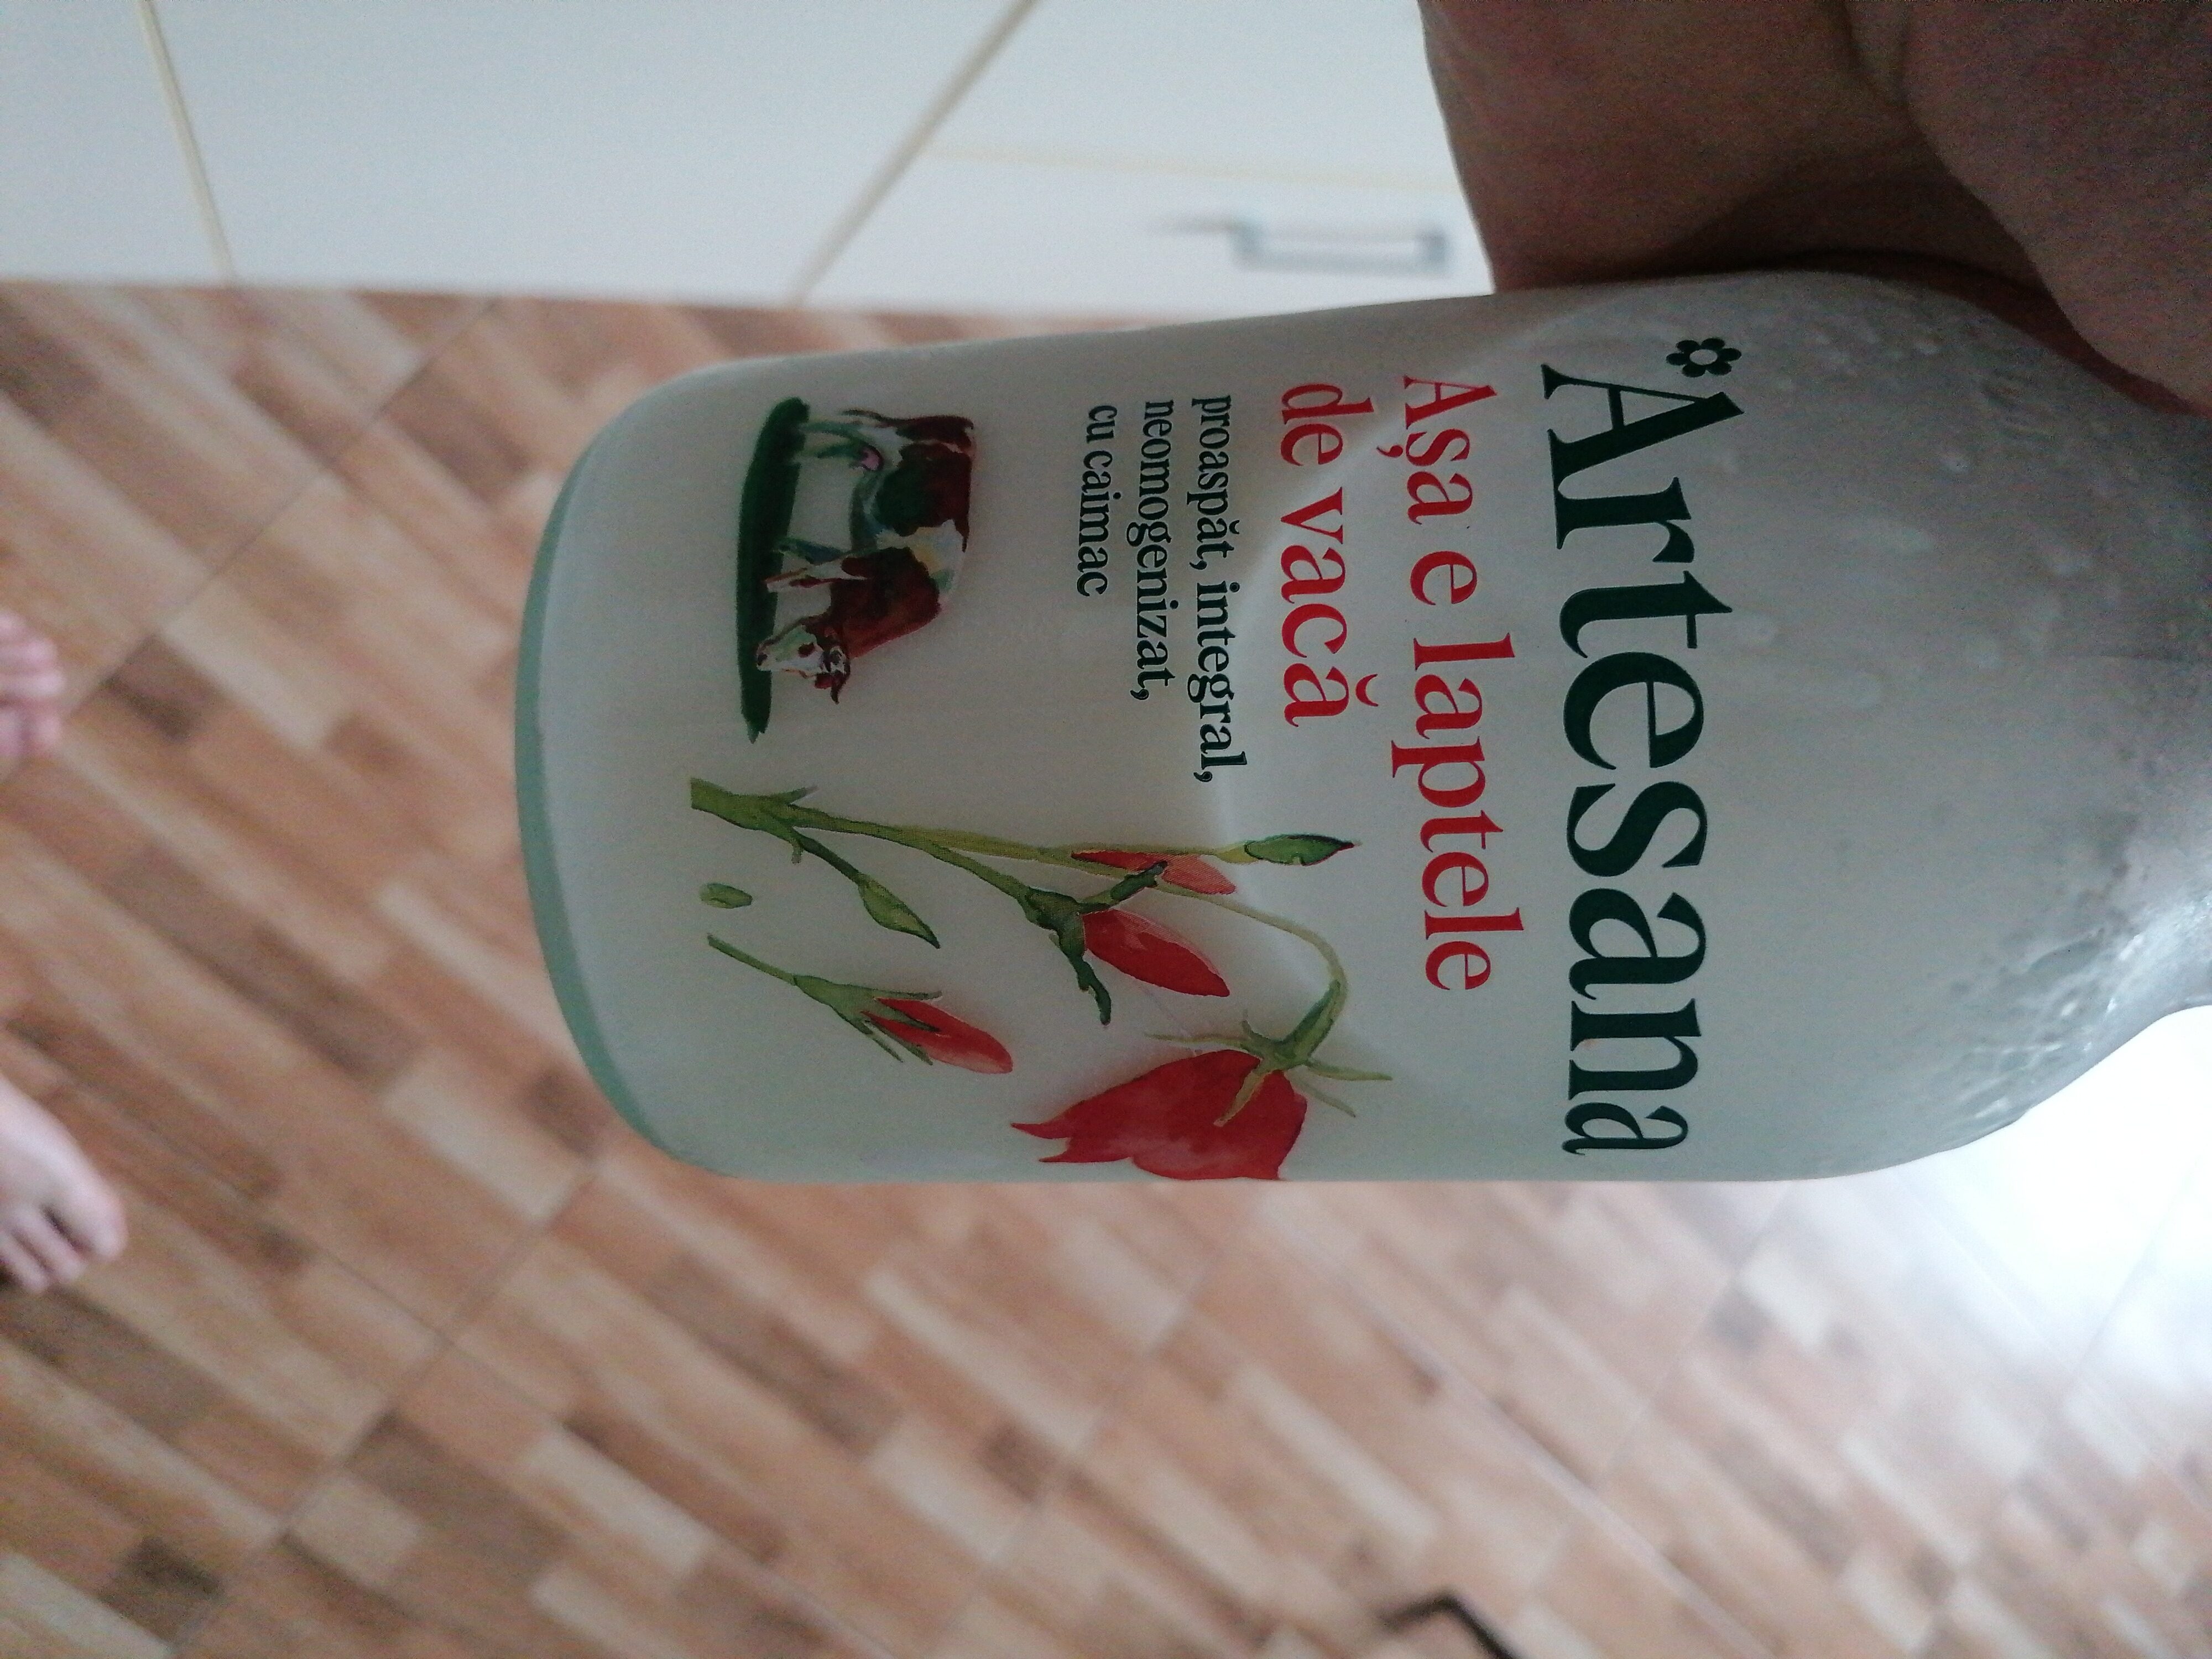 Artesana
Așa e laptele
de vacă
proaspăt, integral,
neomogenizat,
cu caimac